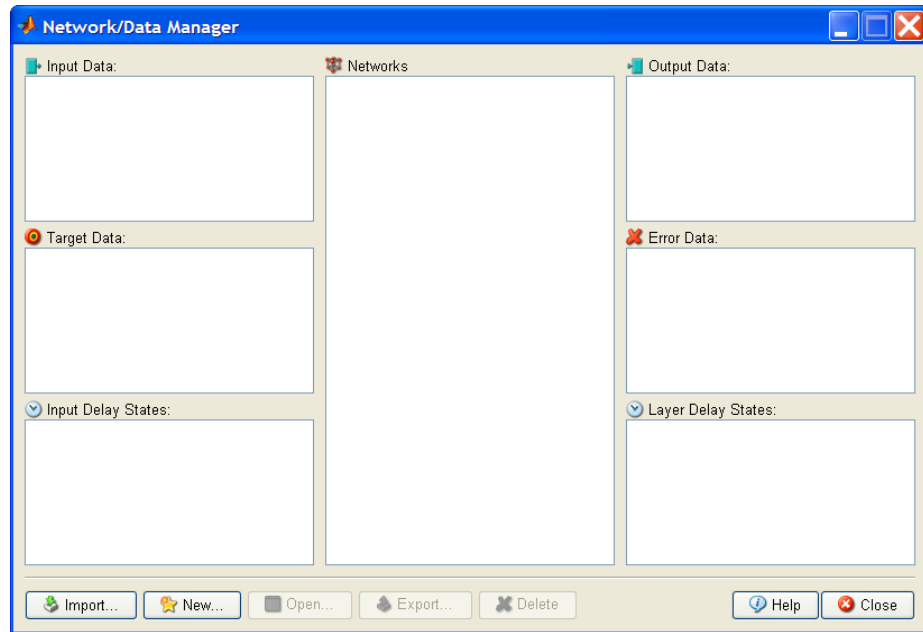 Network/Data Manager
Input Data:
Networks
Output Data:
Target Data:
Error Data:
Input Delay States:
Layer Delay States:
Import...
New...
Open...
Export...
Delete
Help
Close